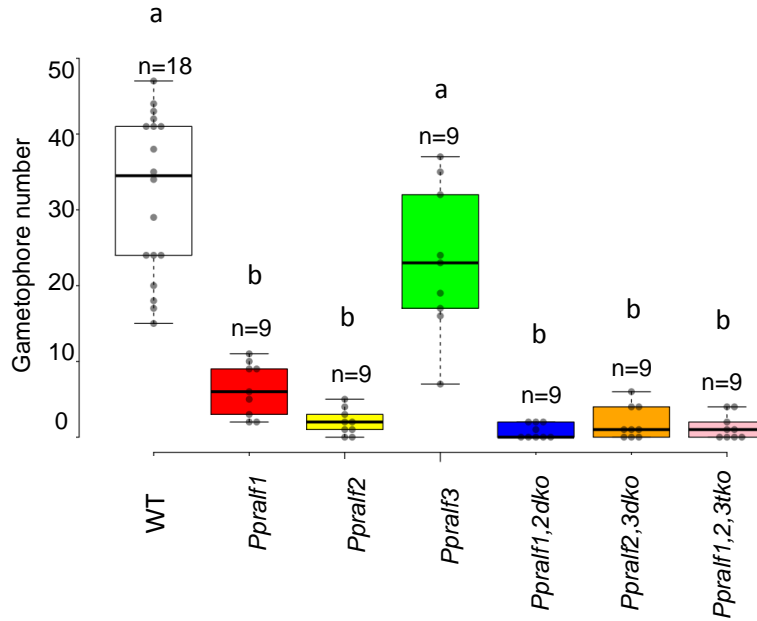 a
n=18
a
n=9
b
n=9
b
n=9
b
n=9
b
n=9
b
n=9
Gametophore number
50
40
30
20
10
0
WT
Ppralf1
Ppralf2
Ppralf3
Ppralf1,2dko
Ppralf2,3dko
Ppralf1,2,3tko